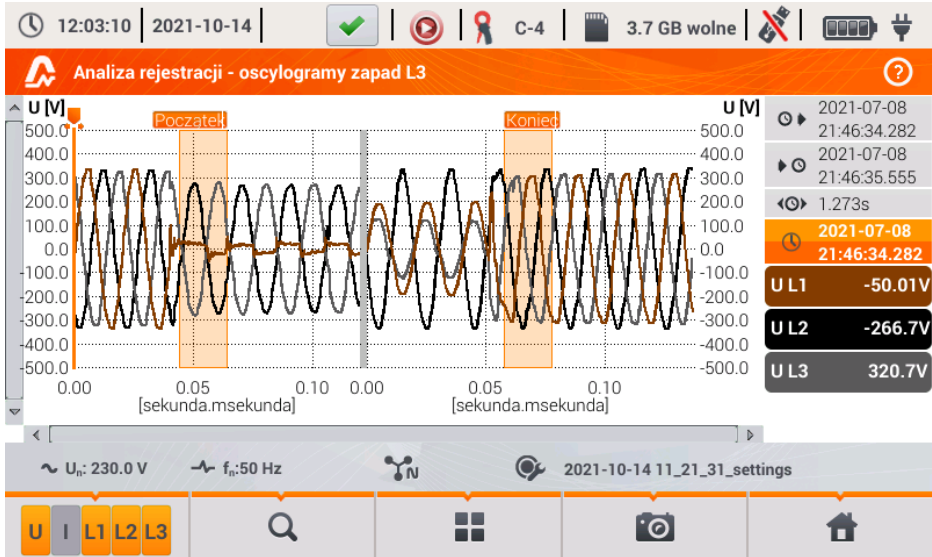 12:03:10 2021-10-14 C-4 3.7 GB wolne
Analiza rejestracji - oscylogramy zapad L3 ?
U [V] U [V]
Początek Koniec
500.0 500.0
400.0 400.0
300.0 300.0
200.0 200.0
100.0 100.0
0.0 0.0
-100.0 -100.0
-200.0 -200.0
-300.0 -300.0
-400.0 -400.0
-500.0 -500.0
0.00 0.05 0.10 0.00 0.05 0.10
[sekunda.msekunda] [sekunda.msekunda]
2021-07-08
21:46:34.282
2021-07-08
21:46:35.555
1.273s
2021-07-08
21:46:34.282
U L1 -50.01V
U L2 -266.7V
U L3 320.7V
Un: 230.0 V fn:50 Hz N 2021-10-14 11_21_31_settings
U I L1 L2 L3